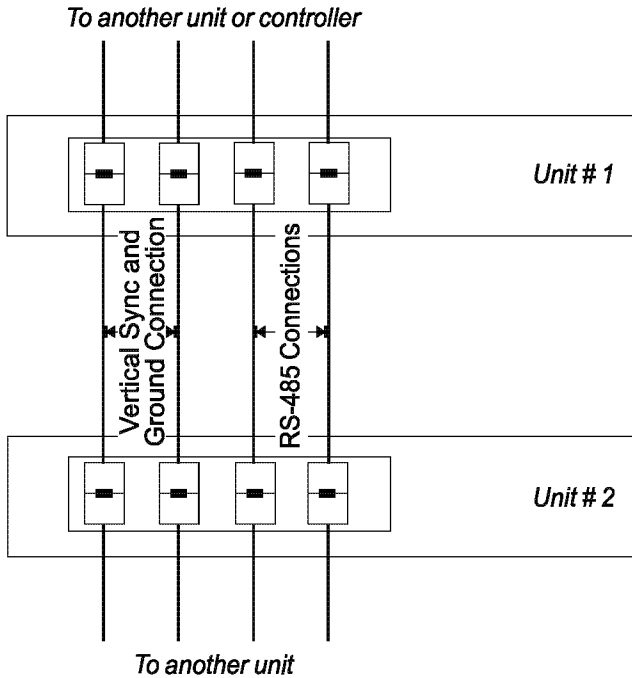 To another unit or controller
Unit # 1
Vertical Sync and
Ground Connection
RS-485 Connections
Unit # 2
To another unit